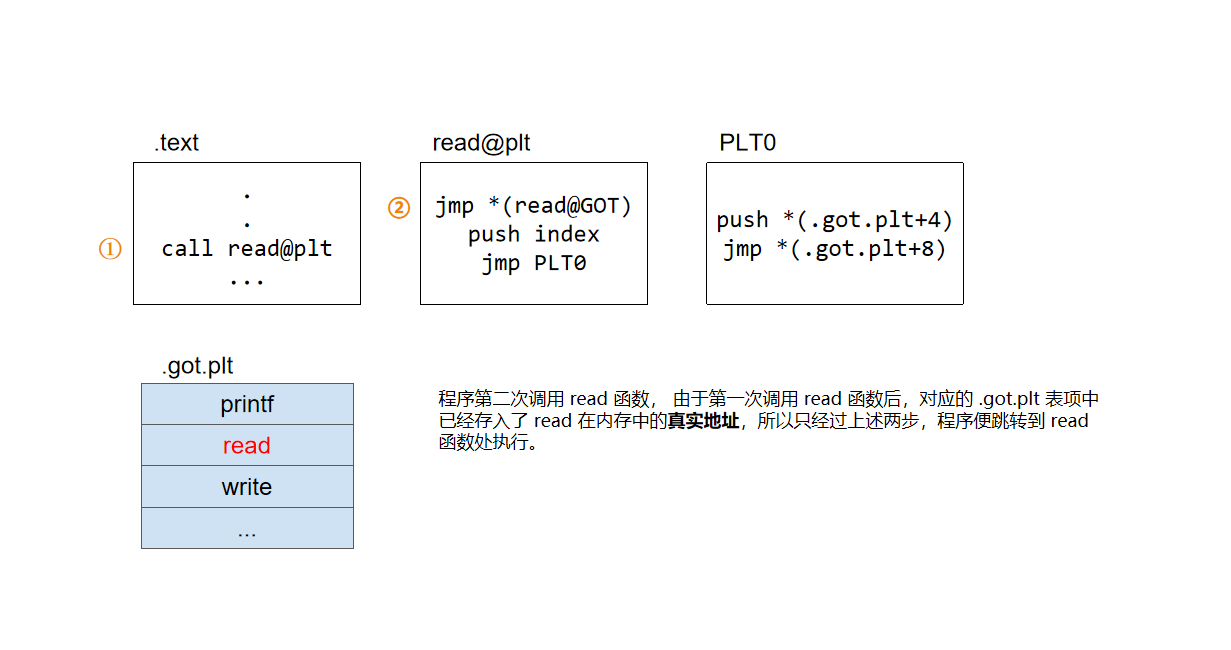 .text
.
.
① call read@plt
...
read@plt
② jmp *(read@GOT)
push index
jmp PLT0
PLT0
push *(.got.plt+4)
jmp *(.got.plt+8)
.got.plt
printf
read
write
...
程序第二次调用 read 函数， 由于第一次调用 read 函数后，对应的 .got.plt 表项中
已经存入了 read 在内存中的真实地址，所以只经过上述两步，程序便跳转到 read
函数处执行。